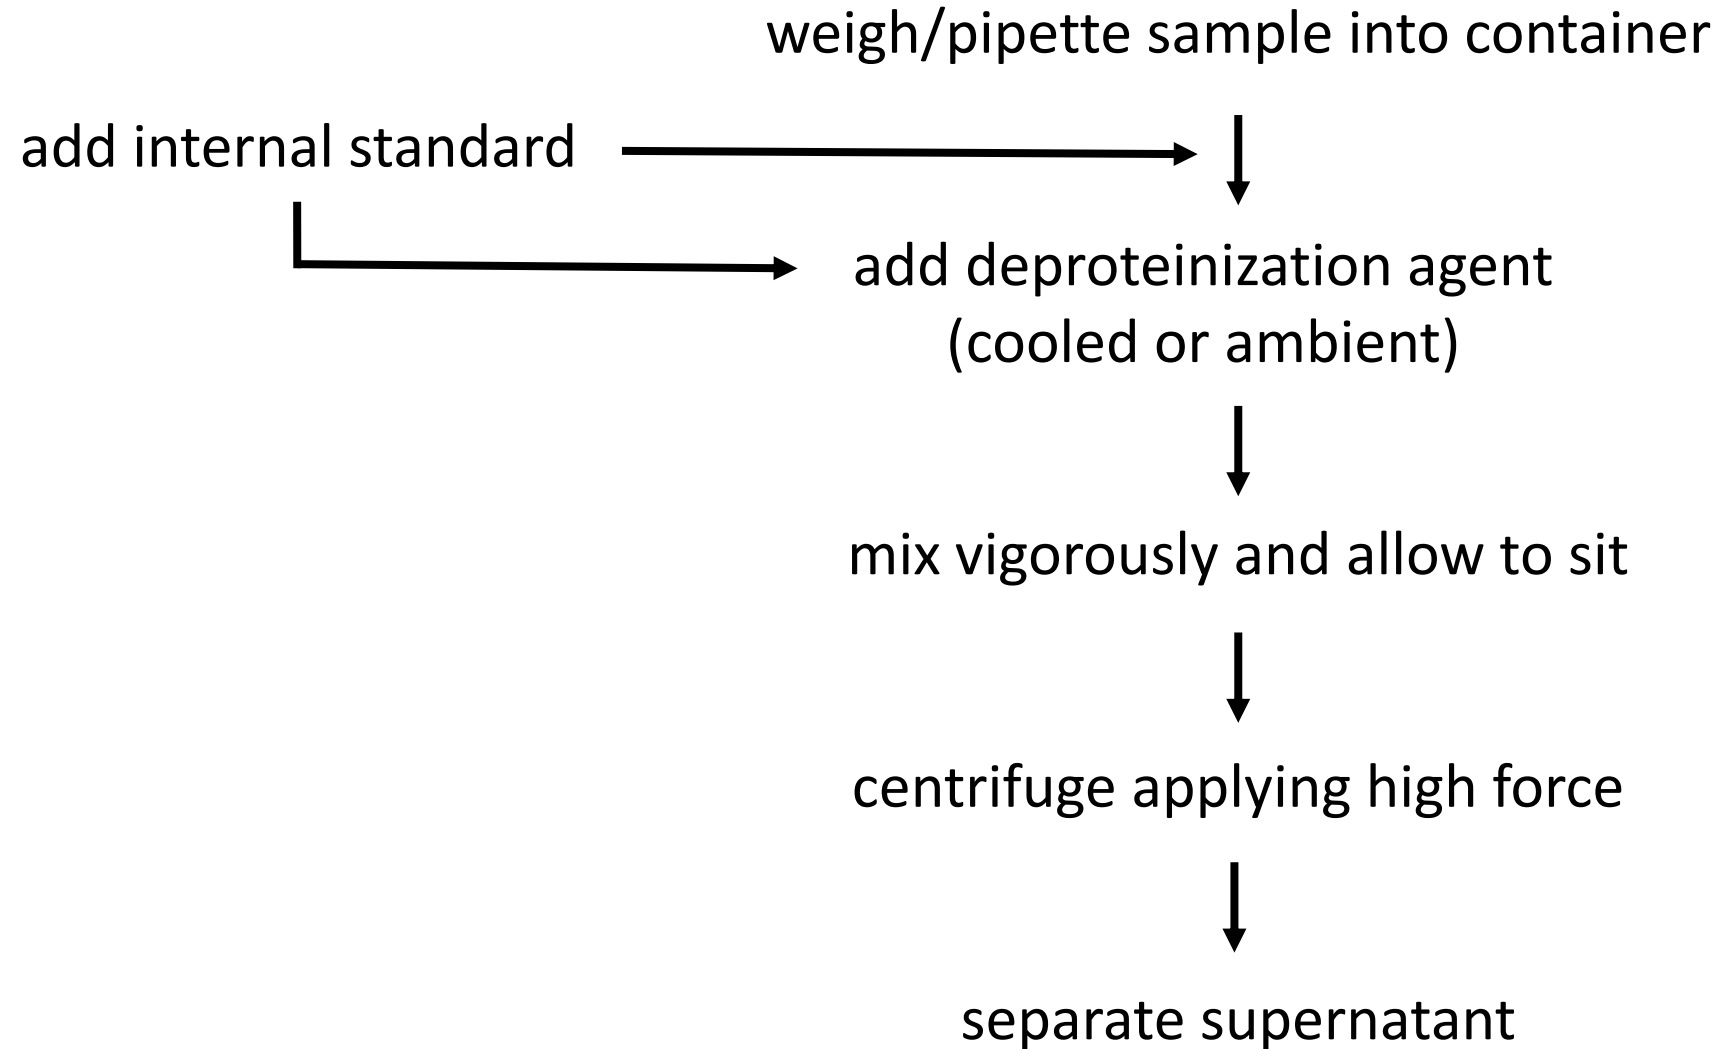 weigh/pipette sample into container
add internal standard
add deproteinization agent
(cooled or ambient)
mix vigorously and allow to sit
centrifuge applying high force
separate supernatant